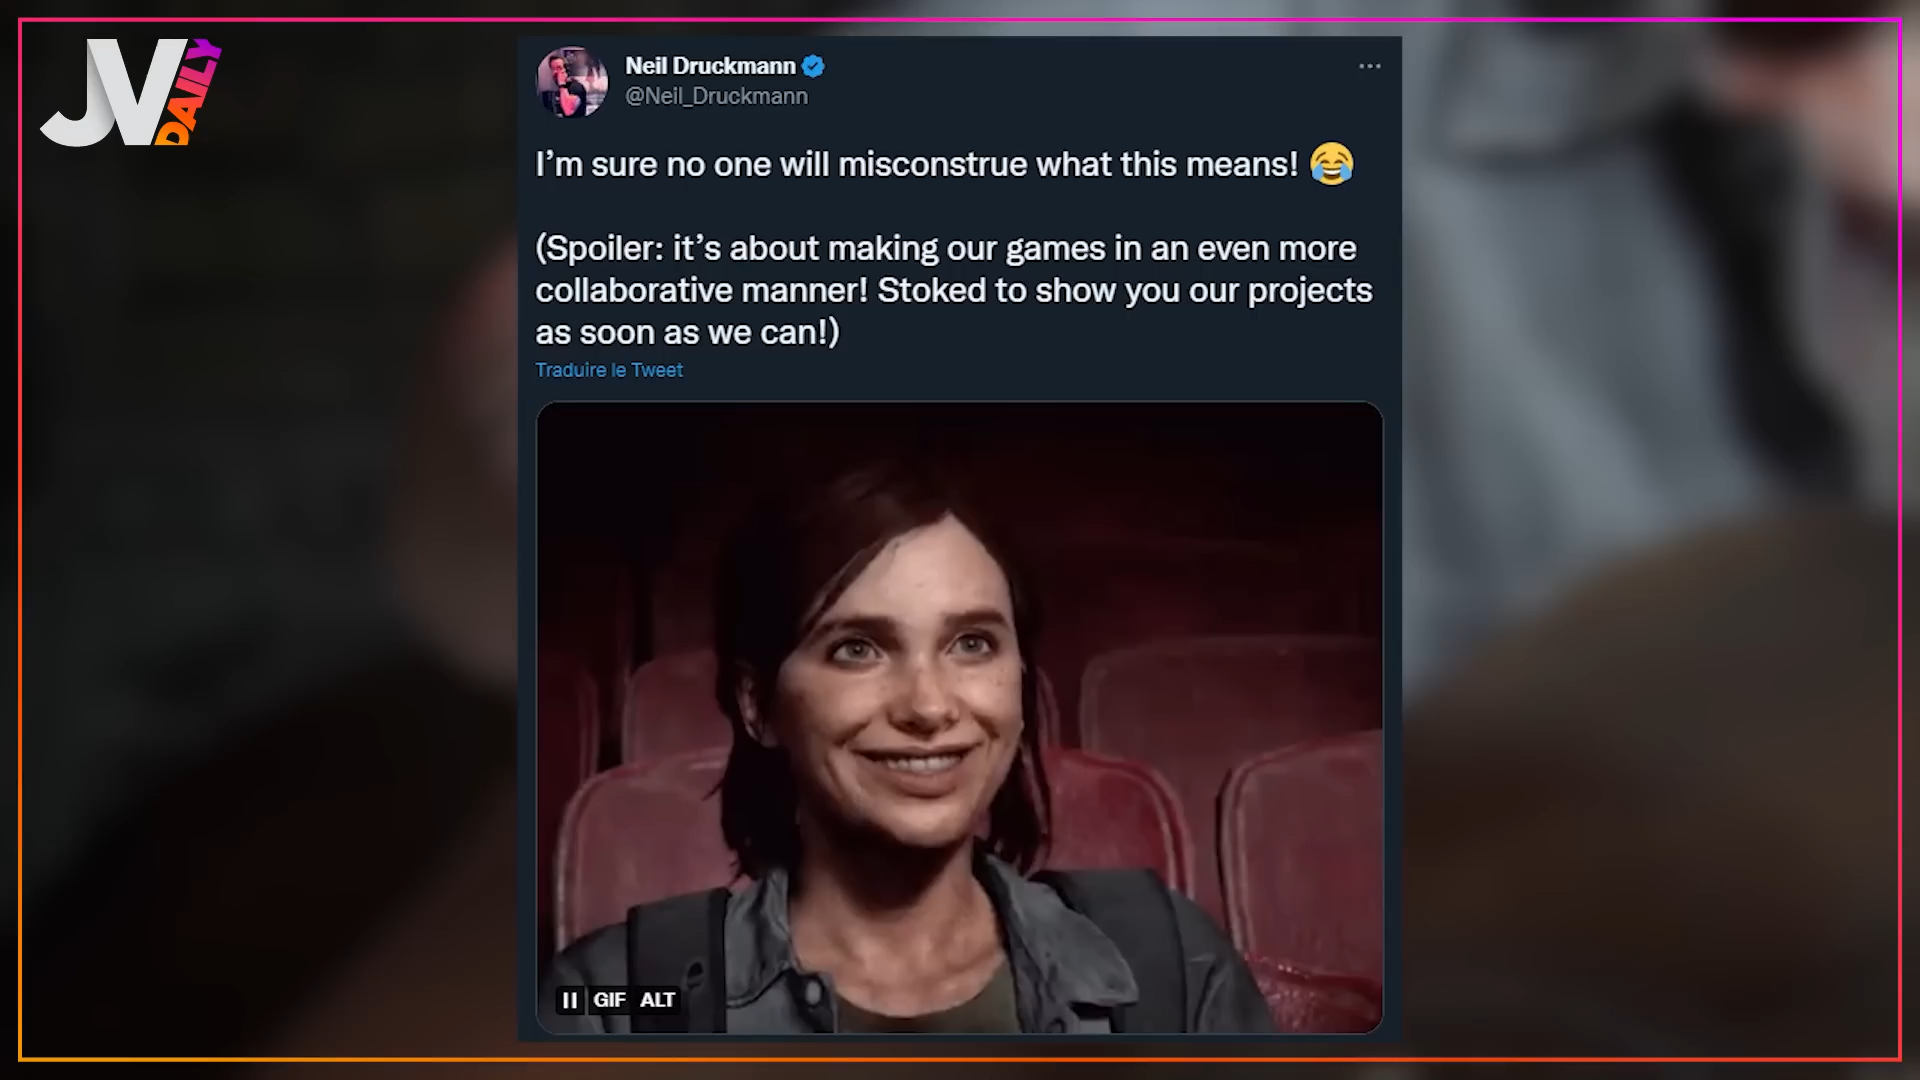 JV
DAILY
Neil Druckmann
@Neil_Druckmann
I’m sure no one will misconstrue what this means! 😂
(Spoiler: it’s about making our games in an even more
collaborative manner! Stoked to show you our projects
as soon as we can!)
Traduire le Tweet
GIF ALT